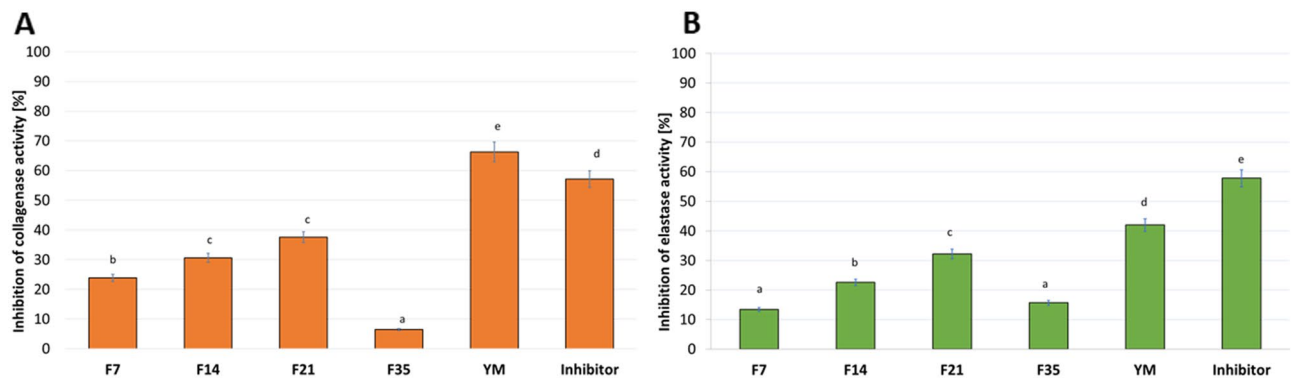 A
Inhibition of collagenase activity [%]
100
90
80
70
60
50
40
30
20
10
0
b
c
c
a
e
d
F7 F14 F21 F35 YM Inhibitor
B
Inhibition of elastase activity [%]
100
90
80
70
60
50
40
30
20
10
0
a
b
c
a
d
e
F7 F14 F21 F35 YM Inhibitor